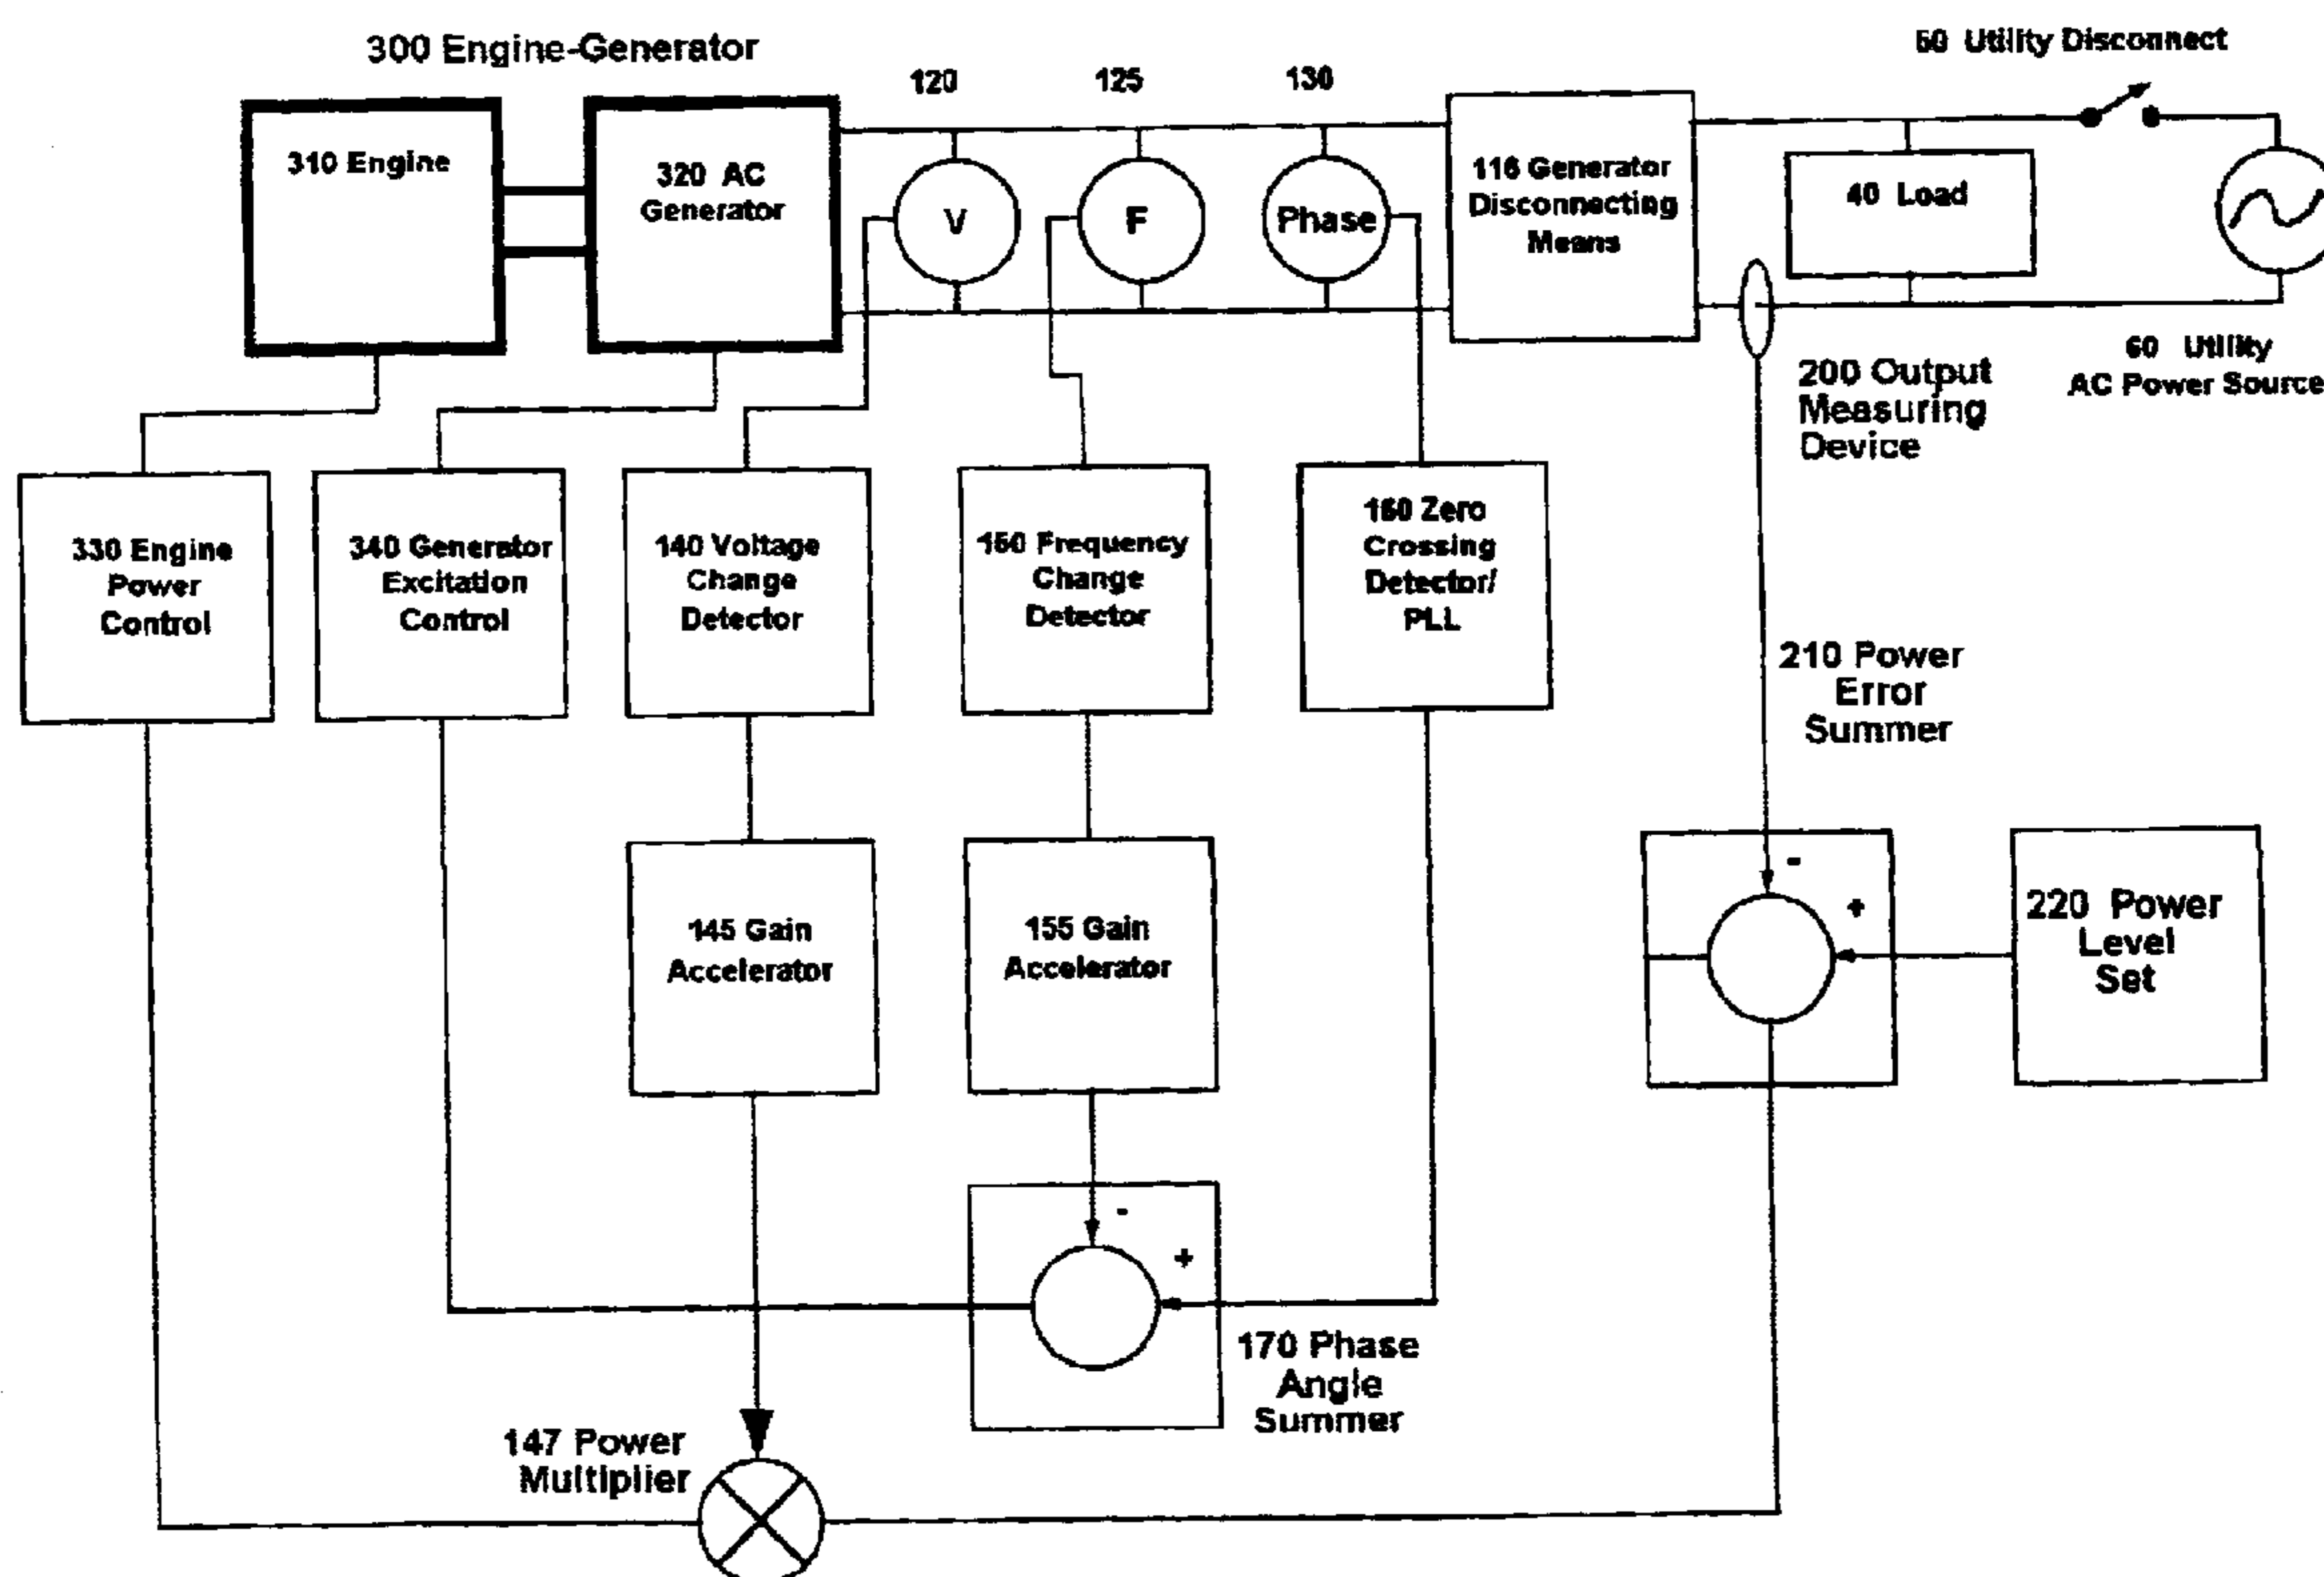 300 Engine-Generator
120
125
130
50 Utility Disconnect
310 Engine
320 AC
Generator
V
F
Phase
116 Generator
Disconnecting
Means
40 Load
60 Utility
AC Power Source
200 Output
Measuring
Device
330 Engine
Power
Control
340 Generator
Excitation
Control
140 Voltage
Change
Detector
150 Frequency
Change
Detector
160 Zero
Crossing
Detector/
PLL
210 Power
Error
Summer
-
+
220 Power
Level
Set
145 Gain
Accelerator
155 Gain
Accelerator
-
+
170 Phase
Angle
Summer
147 Power
Multiplier